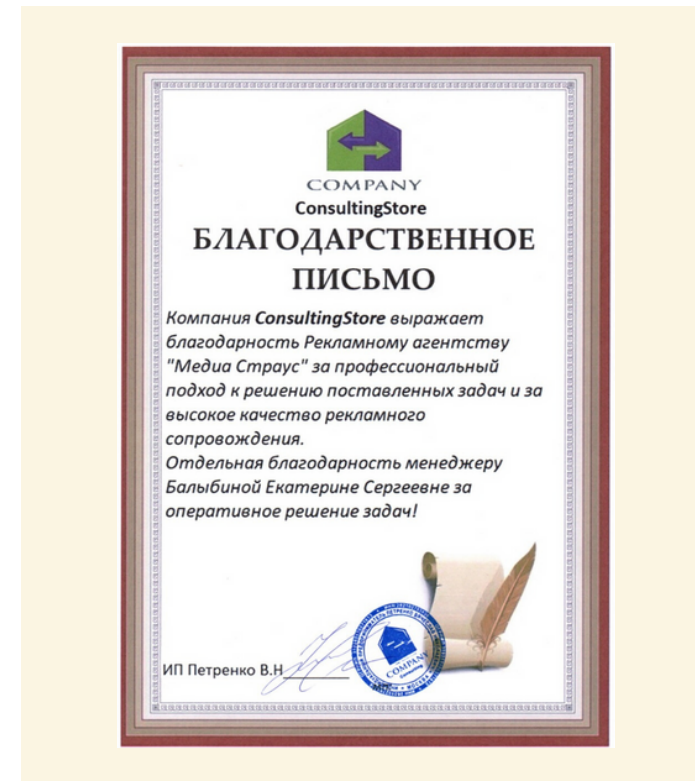 COMPANY
ConsultingStore
БЛАГОДАРСТВЕННОЕ
ПИСЬМО
Компания ConsultingStore выражает
благодарность Рекламному агентству
"Медиа Страус" за профессиональный
подход к решению поставленных задач и за
высокое качество рекламного
сопровождения.
Отдельная благодарность менеджеру
Балыбиной Екатерине Сергеевне за
оперативное решение задач!
ИП Петренко В.Н
COMPANY
Consulting